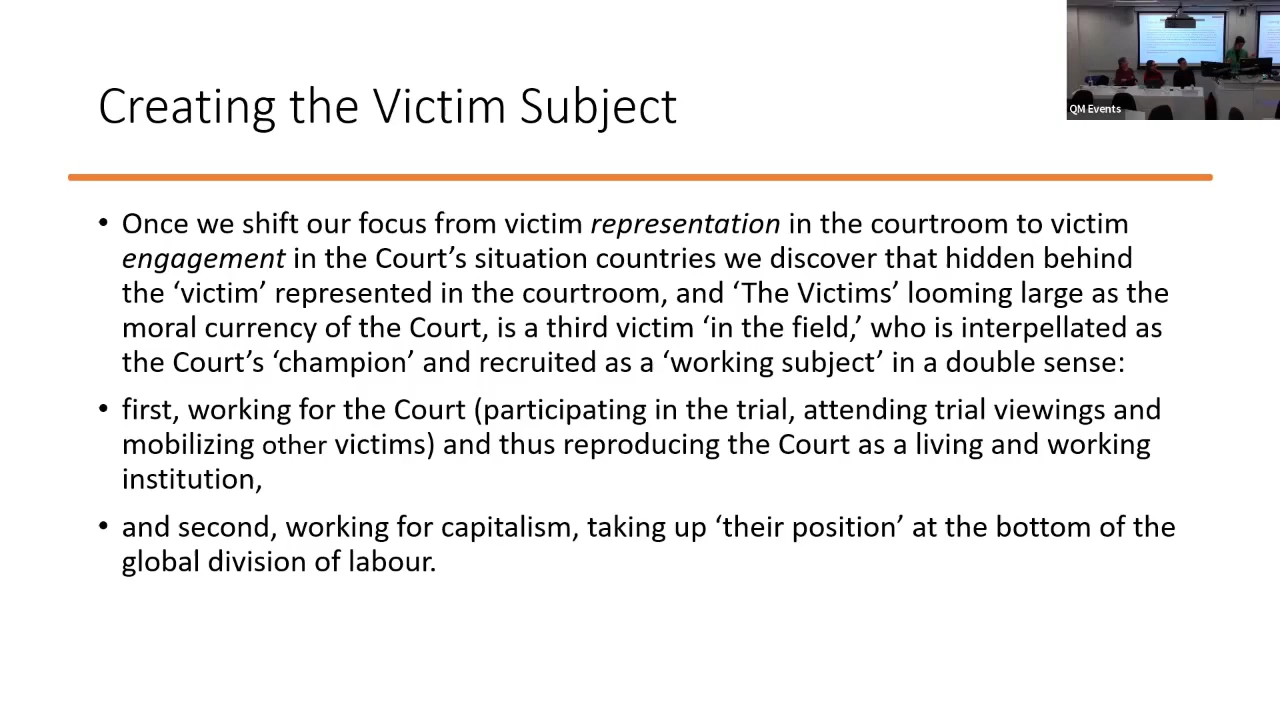 Creating the Victim Subject
QM Events
• Once we shift our focus from victim representation in the courtroom to victim
engagement in the Court’s situation countries we discover that hidden behind
the ‘victim’ represented in the courtroom, and ‘The Victims’ looming large as the
moral currency of the Court, is a third victim ‘in the field,’ who is interpellated as
the Court’s ‘champion’ and recruited as a ‘working subject’ in a double sense:
• first, working for the Court (participating in the trial, attending trial viewings and
mobilizing other victims) and thus reproducing the Court as a living and working
institution,
• and second, working for capitalism, taking up ‘their position’ at the bottom of the
global division of labour.